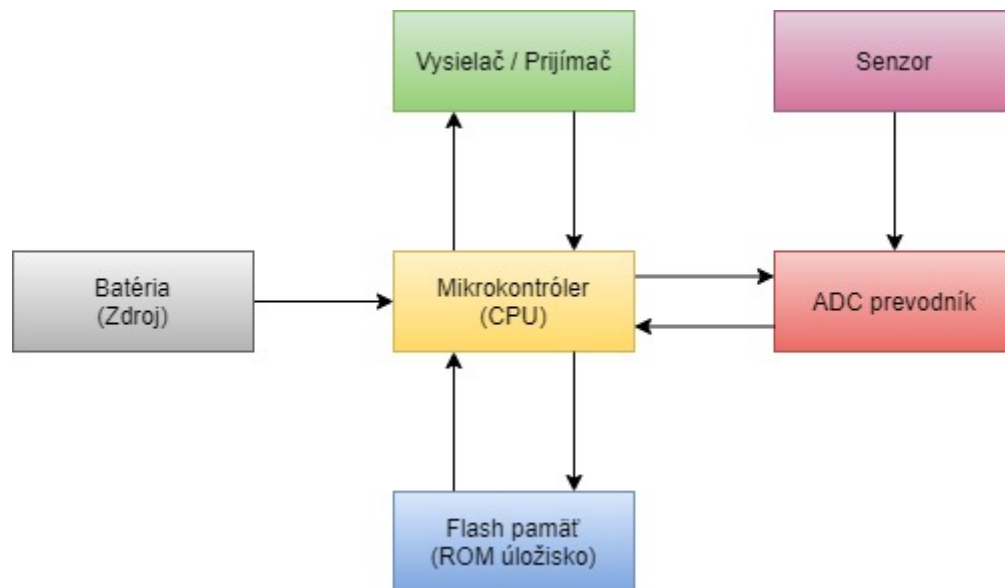 Vysielač / Prijímač
Senzor
Batéria
(Zdroj)
Mikrokontróler
(CPU)
ADC prevodník
Flash pamäť
(ROM úložisko)